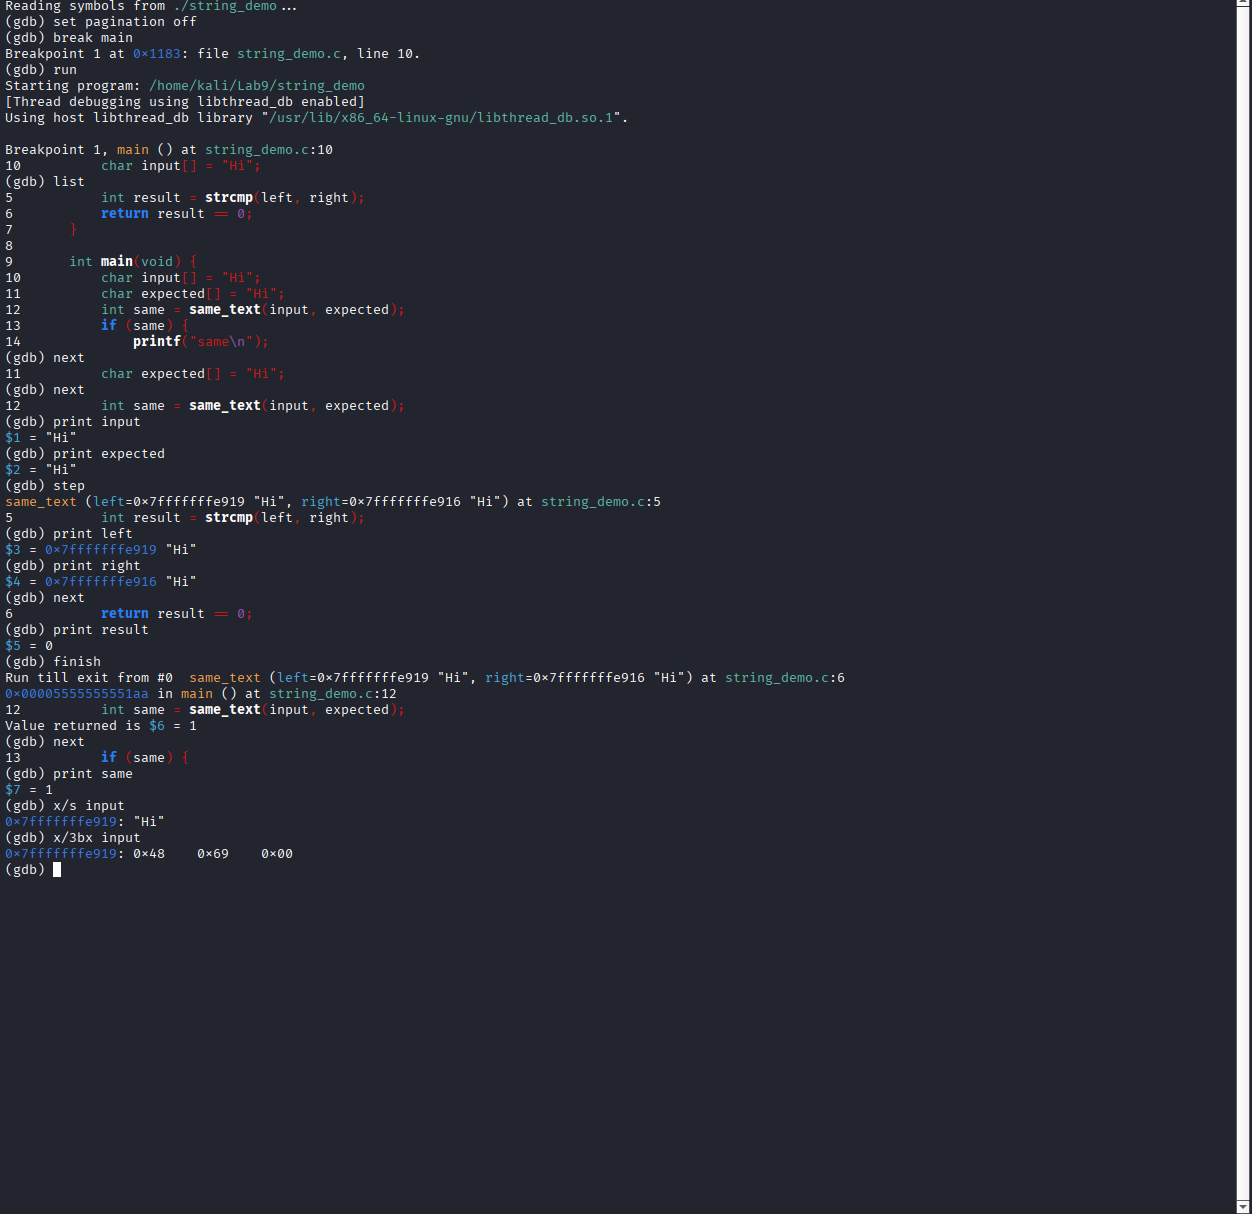 Reading symbols from ./string_demo...
(gdb) set pagination off
(gdb) break main
Breakpoint 1 at 0x1183: file string_demo.c, line 10.
(gdb) run
Starting program: /home/kali/Lab9/string_demo
[Thread debugging using libthread_db enabled]
Using host libthread_db library "/usr/lib/x86_64-linux-gnu/libthread_db.so.1".

Breakpoint 1, main () at string_demo.c:10
10          char input[] = "Hi";
(gdb) list
5           int result = strcmp(left, right);
6           return result == 0;
7       }
8
9       int main(void) {
10          char input[] = "Hi";
11          char expected[] = "Hi";
12          int same = same_text(input, expected);
13          if (same) {
14              printf("same\n");
(gdb) next
11          char expected[] = "Hi";
(gdb) next
12          int same = same_text(input, expected);
(gdb) print input
$1 = "Hi"
(gdb) print expected
$2 = "Hi"
(gdb) step
same_text (left=0x7fffffffe919 "Hi", right=0x7fffffffe916 "Hi") at string_demo.c:5
5           int result = strcmp(left, right);
(gdb) print left
$3 = 0x7fffffffe919 "Hi"
(gdb) print right
$4 = 0x7fffffffe916 "Hi"
(gdb) next
6           return result == 0;
(gdb) print result
$5 = 0
(gdb) finish
Run till exit from #0  same_text (left=0x7fffffffe919 "Hi", right=0x7fffffffe916 "Hi") at string_demo.c:6
0x00005555555551aa in main () at string_demo.c:12
12          int same = same_text(input, expected);
Value returned is $6 = 1
(gdb) next
13          if (same) {
(gdb) print same
$7 = 1
(gdb) x/s input
0x7fffffffe919: "Hi"
(gdb) x/3bx input
0x7fffffffe919: 0x48    0x69    0x00
(gdb)